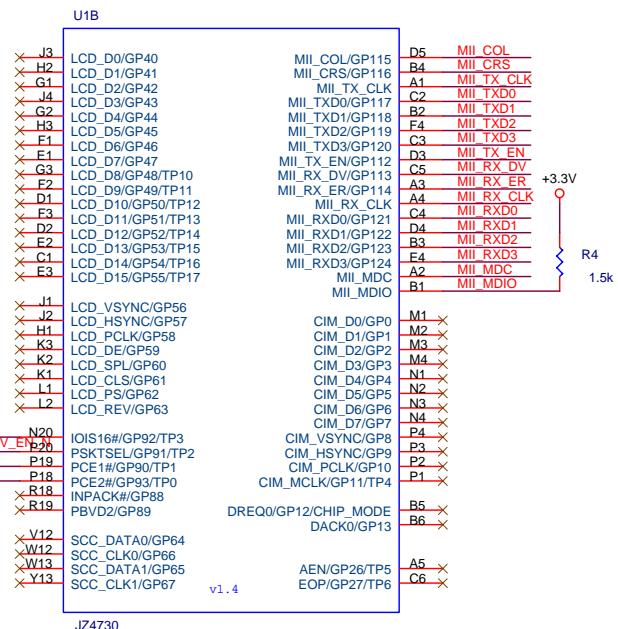 U1B
J3 LCD_D0/GP40
H2 LCD_D1/GP41
G1 LCD_D2/GP42
J4 LCD_D3/GP43
G2 LCD_D4/GP44
H3 LCD_D5/GP45
F1 LCD_D6/GP46
E1 LCD_D7/GP47
G3 LCD_D8/GP48/TP10
F2 LCD_D9/GP49/TP11
D1 LCD_D10/GP50/TP12
F3 LCD_D11/GP51/TP13
D2 LCD_D12/GP52/TP14
E2 LCD_D13/GP53/TP15
C1 LCD_D14/GP54/TP16
E3 LCD_D15/GP55/TP17
J1 LCD_VSYNC/GP56
J2 LCD_HSYNC/GP57
H1 LCD_PCLK/GP58
K3 LCD_DE/GP59
K2 LCD_SPL/GP60
K1 LCD_CLS/GP61
L1 LCD_PS/GP62
L2 LCD_REV/GP63
N20 IOIS16#/GP92/TP3
V_EN_N
P20 PSKTSEL/GP91/TP2
P19 PCE1#/GP90/TP1
P18 PCE2#/GP93/TP0
R18 INPACK#/GP88
R19 PBVD2/GP89
V12 SCC_DATA0/GP64
W12 SCC_CLK0/GP66
W13 SCC_DATA1/GP65
Y13 SCC_CLK1/GP67
MII_COL/GP115 D5 MII_COL
MII_CRS/GP116 B4 MII_CRS
MII_TX_CLK A1 MII_TX_CLK
MII_TXD0/GP117 C2 MII_TXD0
MII_TXD1/GP118 B2 MII_TXD1
MII_TXD2/GP119 F4 MII_TXD2
MII_TXD3/GP120 C3 MII_TXD3
MII_TX_EN/GP112 D3 MII_TX_EN
MII_RX_DV/GP113 C5 MII_RX_DV
MII_RX_ER/GP114 A3 MII_RX_ER
MII_RX_CLK A4 MII_RX_CLK
MII_RXD0/GP121 C4 MII_RXD0
MII_RXD1/GP122 D4 MII_RXD1
MII_RXD2/GP123 B3 MII_RXD2
MII_RXD3/GP124 E4 MII_RXD3
MII_MDC A2 MII_MDC
MII_MDIO B1 MII_MDIO
+3.3V
R4
1.5k
CIM_D0/GP0 M1
CIM_D1/GP1 M2
CIM_D2/GP2 M3
CIM_D3/GP3 M4
CIM_D4/GP4 N1
CIM_D5/GP5 N2
CIM_D6/GP6 N3
CIM_D7/GP7 N4
CIM_VSYNC/GP8 P4
CIM_HSYNC/GP9 P3
CIM_PCLK/GP10 P2
CIM_MCLK/GP11/TP4 P1
DREQ0/GP12/CHIP_MODE B5
DACK0/GP13 B6
AEN/GP26/TP5 A5
EOP/GP27/TP6 C6
v1.4
JZ4730